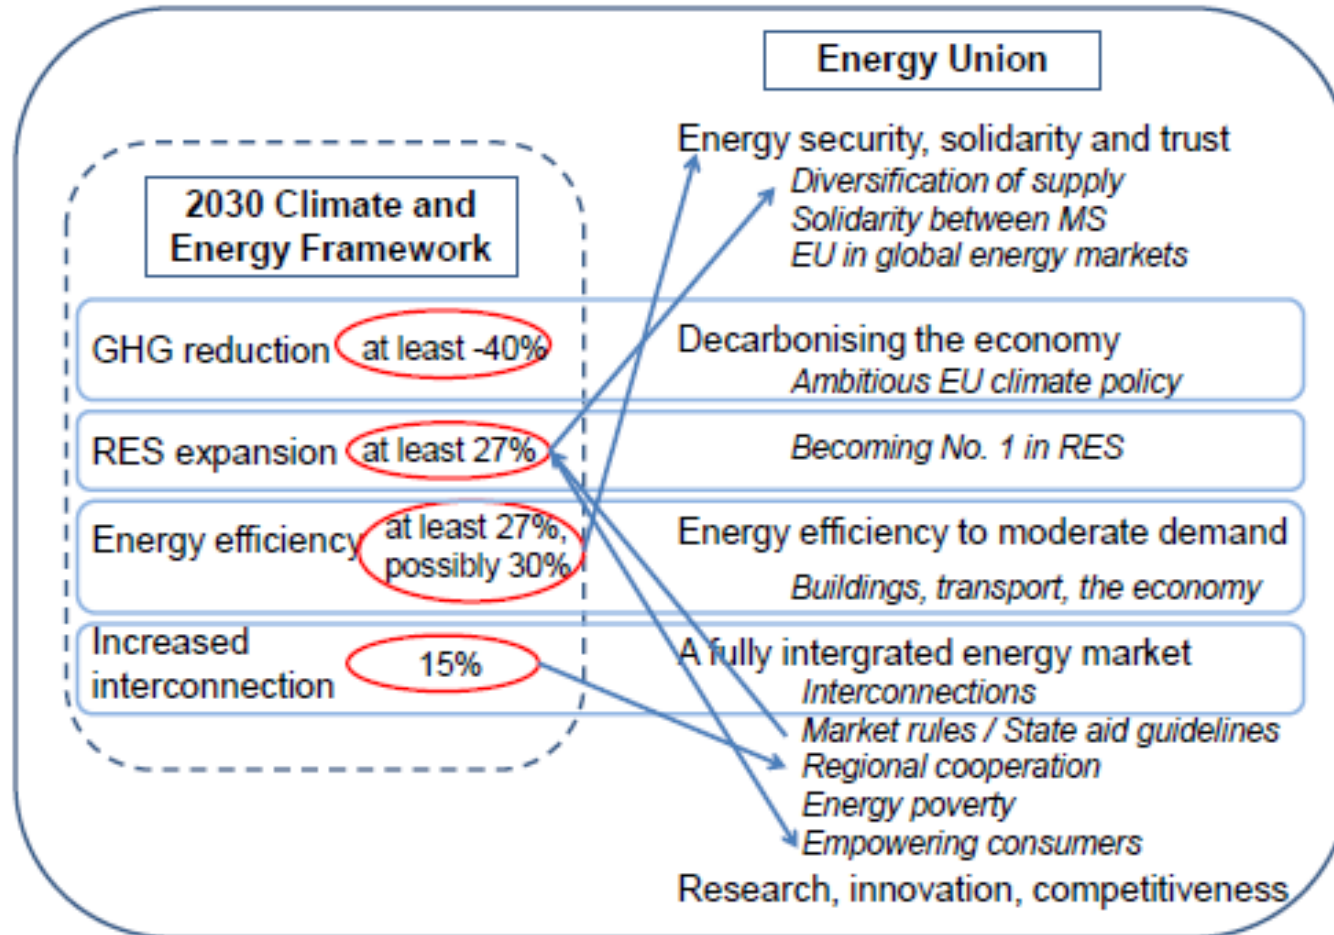 Energy Union
Energy security, solidarity and trust
Diversification of supply
Solidarity between MS
EU in global energy markets
2030 Climate and
Energy Framework
GHG reduction
at least -40%
Decarbonising the economy
Ambitious EU climate policy
RES expansion
at least 27%
Becoming No. 1 in RES
Energy efficiency
at least 27%,
possibly 30%
Energy efficiency to moderate demand
Buildings, transport, the economy
Increased
interconnection
15%
A fully intergrated energy market
Interconnections
Market rules / State aid guidelines
Regional cooperation
Energy poverty
Empowering consumers
Research, innovation, competitiveness